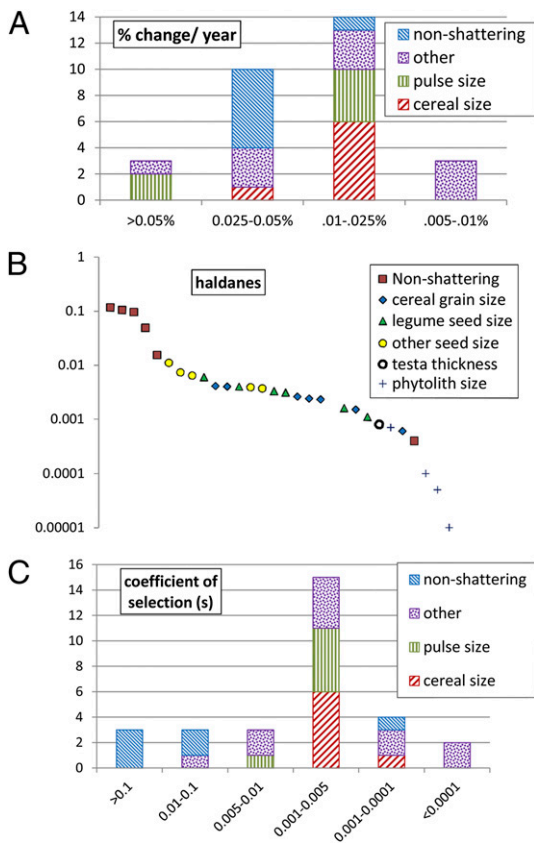 A
% change/ year
14
12
10
8
6
4
2
0
non-shattering
other
pulse size
cereal size
>0.05%
0.025-0.05%
.01-.025%
.005-.01%
B
haldanes
1
0.1
0.01
0.001
0.0001
0.00001
Non-shattering
cereal grain size
legume seed size
other seed size
testa thickness
phytolith size
C
coefficient of
selection (s)
16
14
12
10
8
6
4
2
0
non-shattering
other
pulse size
cereal size
>0.1
0.01-0.1
0.005-0.01
0.001-0.005
0.001-0.0001
<0.0001